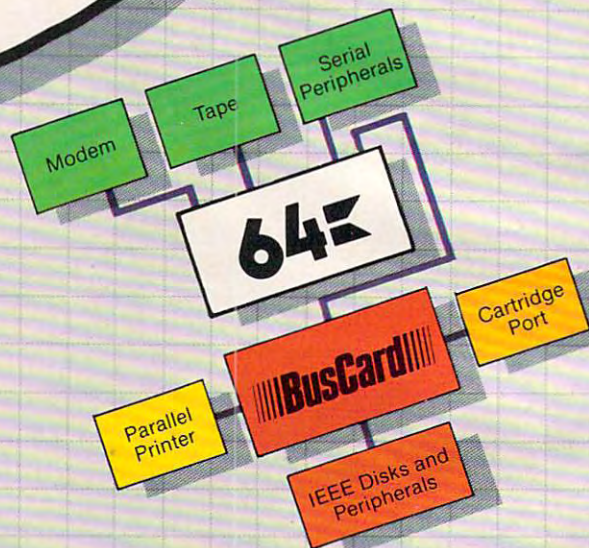 Serial
Peripherals
Tape
Modem
64K
Cartridge
Port
BusCard
Parallel
Printer
IEEE Disks and
Peripherals